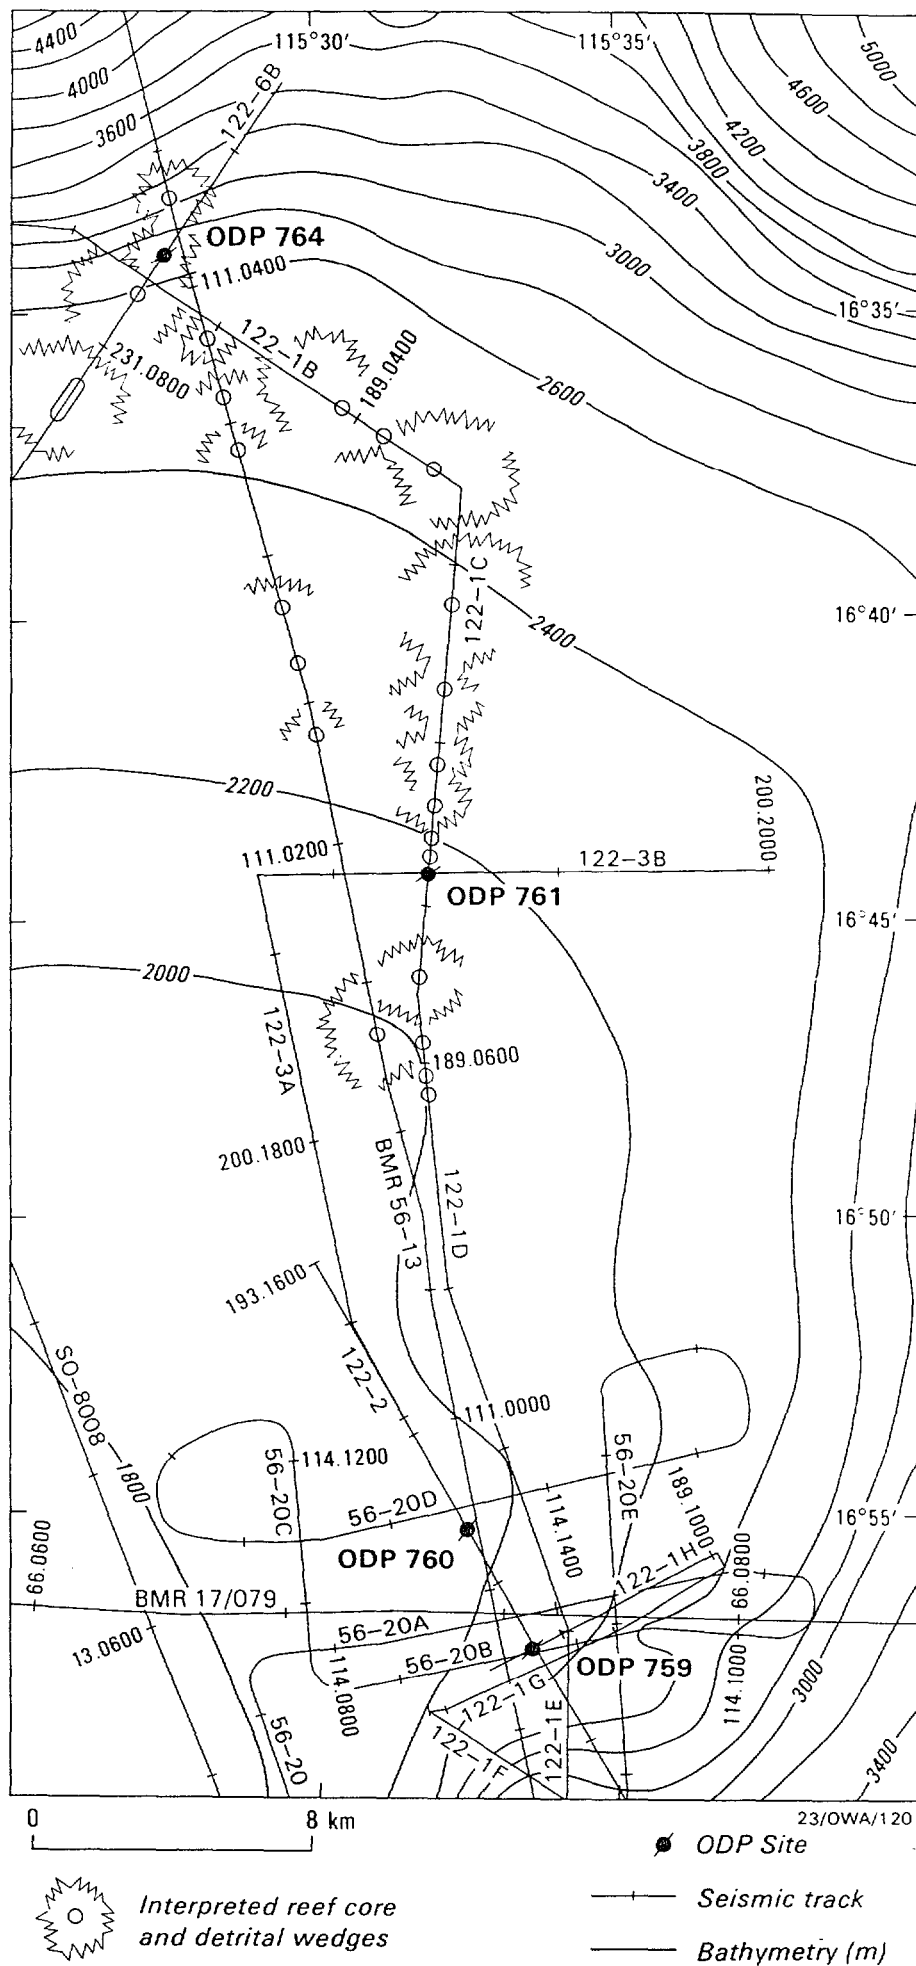 4400
115°30′
115°35′
5000
4000
122-6B
4600
3600
4200
3800
3400
ODP 764
3000
111.0400
16°35′
122-1B
189.0400
231.0800
2600
122-1C
16°40′
2400
2200
200.2000
111.0200
122-3B
ODP 761
16°45′
2000
122-3A
189.0600
200.1800
BMR 56-13
122-1D
16°50′
193.1600
SO-8008
122-2
111.0000
56-20C
114.1200
56-20E
189.1000
1800
56-20D
114.1400
16°55′
66.0600
ODP 760
122-1H
66.0800
BMR 17/079
13.0600
56-20A
56-20B
ODP 759
114.0800
122-1G
114.1000
3000
56-20
122-1F
122-1E
3400
0
8 km
23/OWA/120
ODP Site
Interpreted reef core
and detrital wedges
Seismic track
Bathymetry (m)